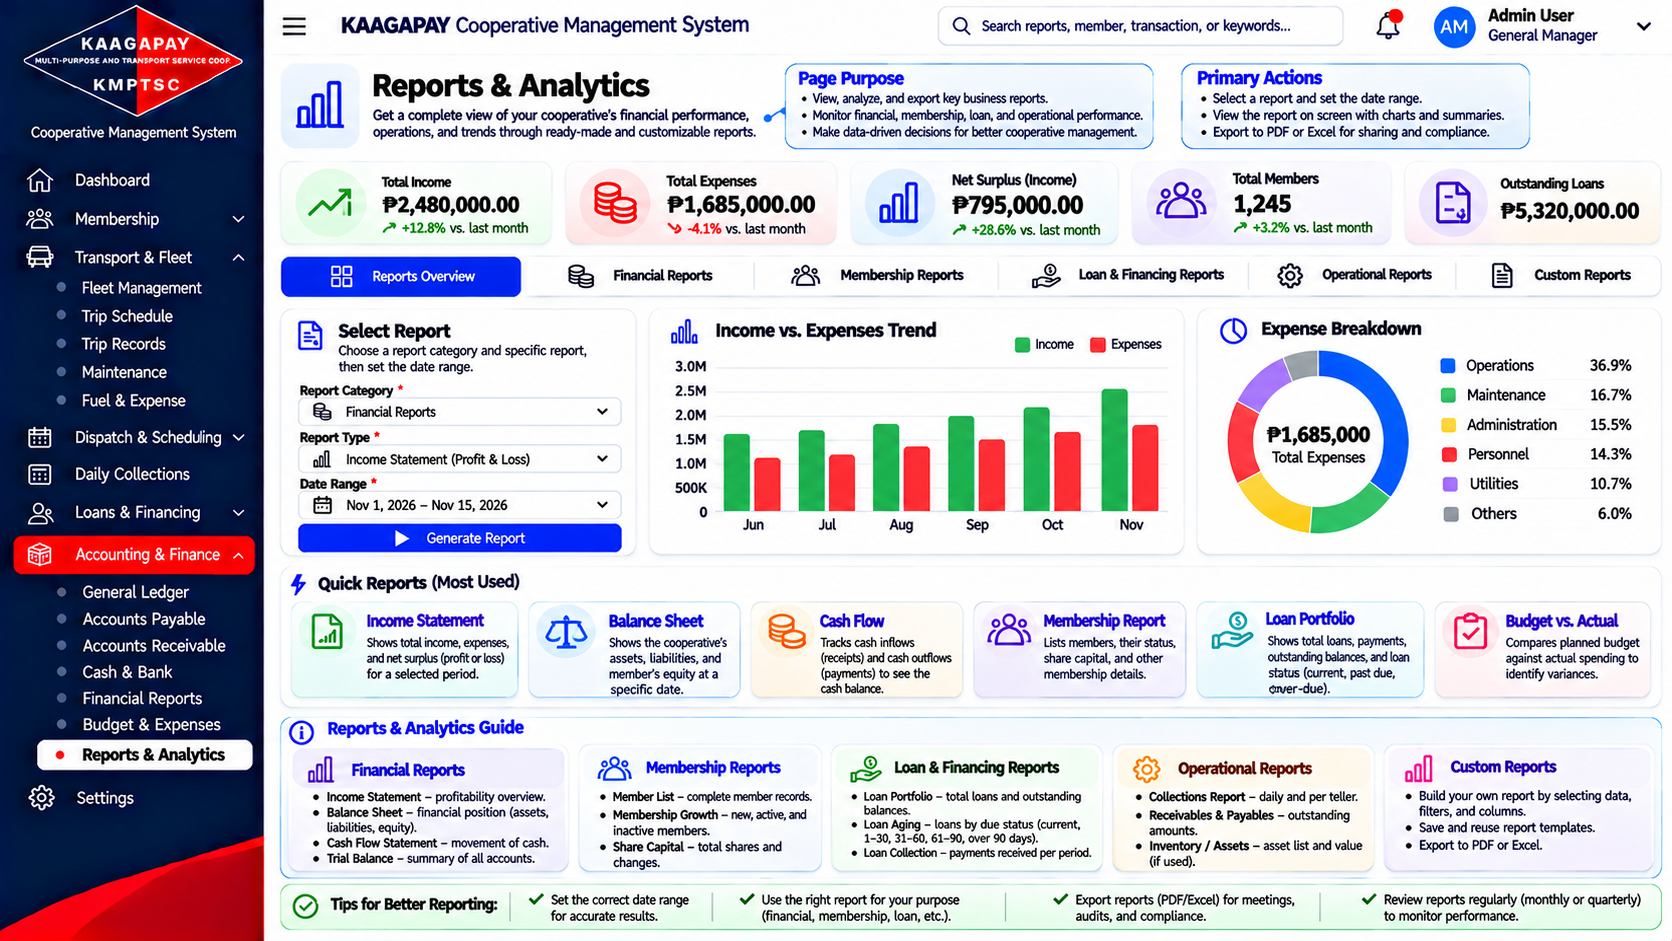 KAAGAPAY
MULTI-PURPOSE AND TRANSPORT SERVICE COOP.
KMPTSC
Cooperative Management System
Dashboard
Membership
Transport & Fleet
Fleet Management
Trip Schedule
Trip Records
Maintenance
Fuel & Expense
Dispatch & Scheduling
Daily Collections
Loans & Financing
Accounting & Finance
General Ledger
Accounts Payable
Accounts Receivable
Cash & Bank
Financial Reports
Budget & Expenses
Reports & Analytics
Settings
KAAGAPAY Cooperative Management System
Search reports, member, transaction, or keywords...
AM
Admin User
General Manager
Reports & Analytics
Get a complete view of your cooperative's financial performance,
operations, and trends through ready-made and customizable reports.
Page Purpose
• View, analyze, and export key business reports.
• Monitor financial, membership, loan, and operational performance.
• Make data-driven decisions for better cooperative management.
Primary Actions
• Select a report and set the date range.
• View the report on screen with charts and summaries.
• Export to PDF or Excel for sharing and compliance.
Total Income
₱2,480,000.00
+12.8% vs. last month
Total Expenses
₱1,685,000.00
-4.1% vs. last month
Net Surplus (Income)
₱795,000.00
+28.6% vs. last month
Total Members
1,245
+3.2% vs. last month
Outstanding Loans
₱5,320,000.00
Reports Overview
Financial Reports
Membership Reports
Loan & Financing Reports
Operational Reports
Custom Reports
Select Report
Choose a report category and specific report,
then set the date range.
Report Category *
Financial Reports
Report Type *
Income Statement (Profit & Loss)
Date Range *
Nov 1, 2026 – Nov 15, 2026
Generate Report
Income vs. Expenses Trend
Income
Expenses
3.0M
2.5M
2.0M
1.5M
1.0M
500K
0
Jun
Jul
Aug
Sep
Oct
Nov
Expense Breakdown
₱1,685,000
Total Expenses
Operations 36.9%
Maintenance 16.7%
Administration 15.5%
Personnel 14.3%
Utilities 10.7%
Others 6.0%
Quick Reports (Most Used)
Income Statement
Shows total income, expenses,
and net surplus (profit or loss)
for a selected period.
Balance Sheet
Shows the cooperative's
assets, liabilities, and
member's equity at a
specific date.
Cash Flow
Tracks cash inflows
(receipts) and cash outflows
(payments) to see the
cash balance.
Membership Report
Lists members, their status,
share capital, and other
membership details.
Loan Portfolio
Shows total loans, payments,
outstanding balances, and loan
status (current, past due,
over-due).
Budget vs. Actual
Compares planned budget
against actual spending to
identify variances.
Reports & Analytics Guide
Financial Reports
• Income Statement – profitability overview.
• Balance Sheet – financial position (assets,
liabilities, equity).
• Cash Flow Statement – movement of cash.
• Trial Balance – summary of all accounts.
Membership Reports
• Member List – complete member records.
• Membership Growth – new, active, and
inactive members.
• Share Capital – total shares and
changes.
Loan & Financing Reports
• Loan Portfolio – total loans and outstanding
balances.
• Loan Aging – loans by due status (current,
1–30, 31–60, 61–90, over 90 days).
• Loan Collection – payments received per period.
Operational Reports
• Collections Report – daily and per teller.
• Receivables & Payables – outstanding
amounts.
• Inventory / Assets – asset list and value
(if used).
Custom Reports
• Build your own report by selecting data,
filters, and columns.
• Save and reuse report templates.
• Export to PDF or Excel.
Tips for Better Reporting:
Set the correct date range
for accurate results.
Use the right report for your purpose
(financial, membership, loan, etc.).
Export reports (PDF/Excel) for meetings,
audits, and compliance.
Review reports regularly (monthly or quarterly)
to monitor performance.